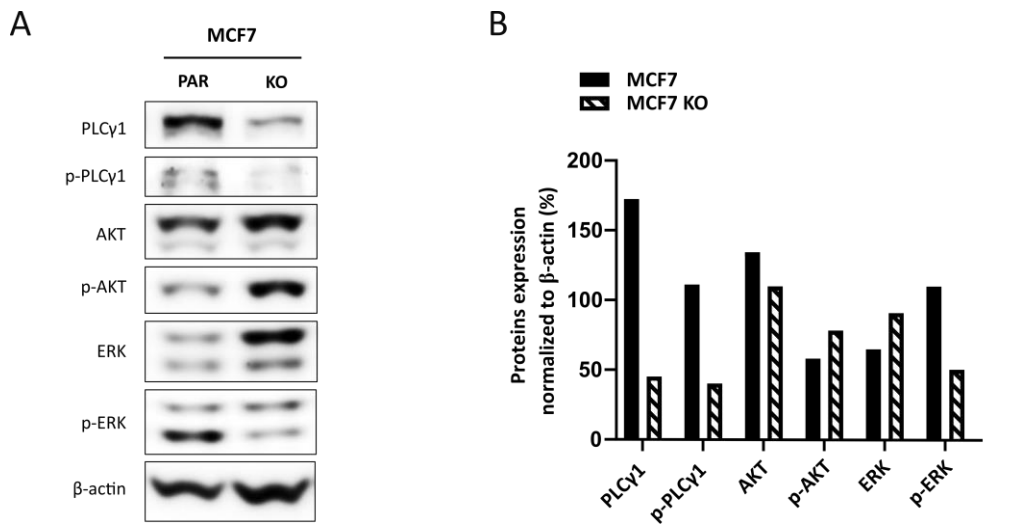 A
MCF7
PAR KO
PLCγ1
p-PLCγ1
AKT
p-AKT
ERK
p-ERK
β-actin
B
MCF7
MCF7 KO
Proteins expression
normalized to β-actin (%)
200
150
100
50
0
PLCγ1
p-PLCγ1
AKT
p-AKT
ERK
p-ERK